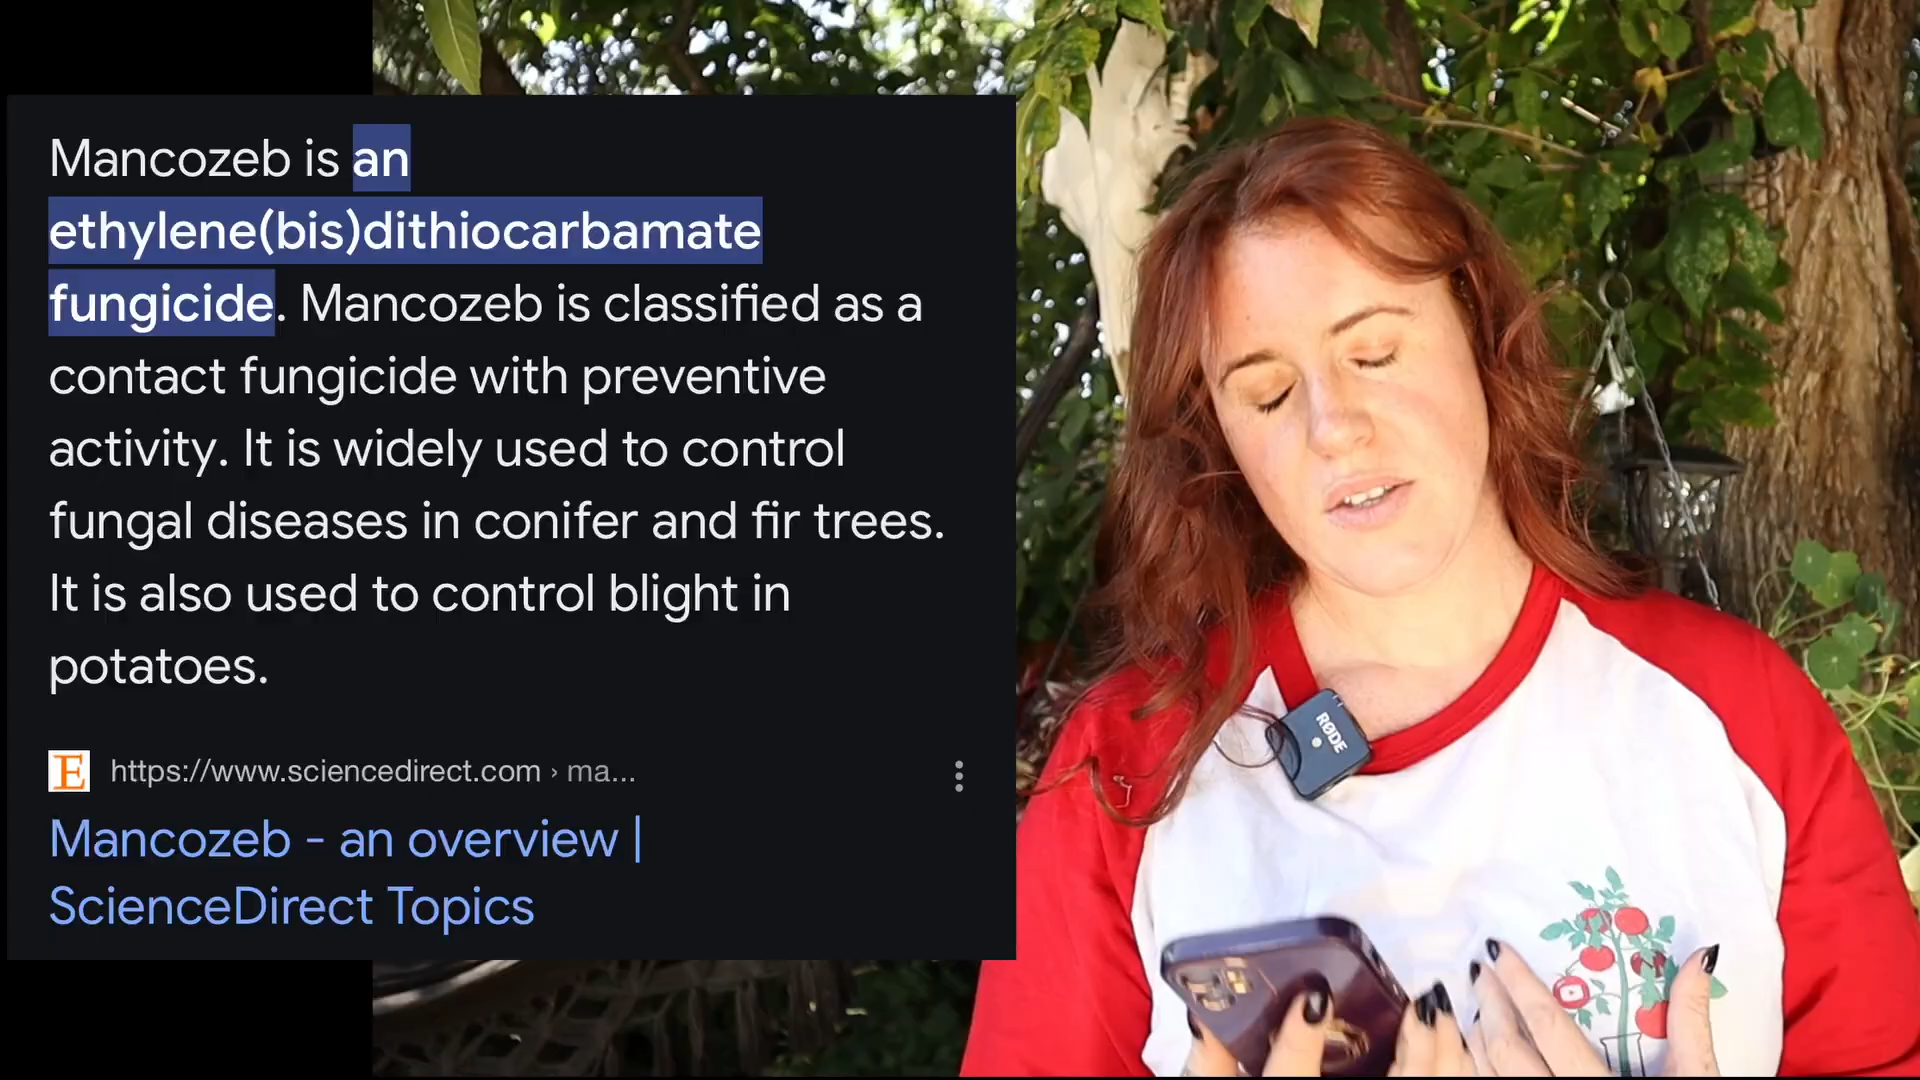 Mancozeb is an
ethylene(bis)dithiocarbamate
fungicide. Mancozeb is classified as a
contact fungicide with preventive
activity. It is widely used to control
fungal diseases in conifer and fir trees.
It is also used to control blight in
potatoes.
E https://www.sciencedirect.com › ma...
Mancozeb - an overview |
ScienceDirect Topics
RØDE